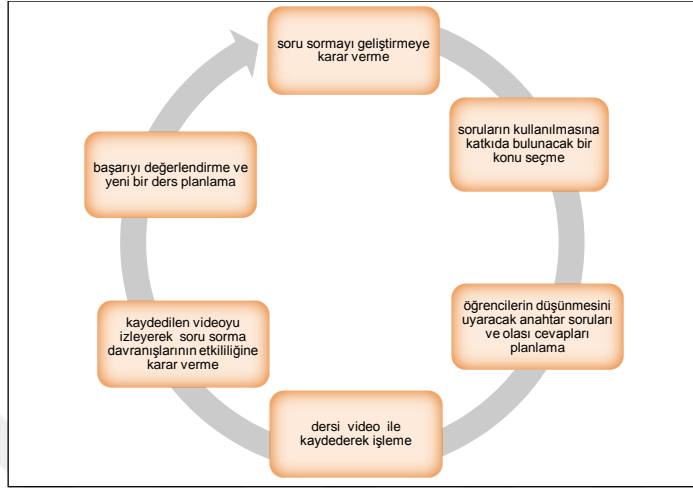 soru sormayı geliştirmeye
karar verme
soruların kullanılmasına
katkıda bulunacak bir
konu seçme
öğrencilerin düşünmesini
uyaracak anahtar soruları
ve olası cevapları
planlama
dersi video ile
kaydederek işleme
kaydedilen videoyu
izleyerek soru sorma
davranışlarının etkililiğine
karar verme
başarıyı değerlendirme ve
yeni bir ders planlama